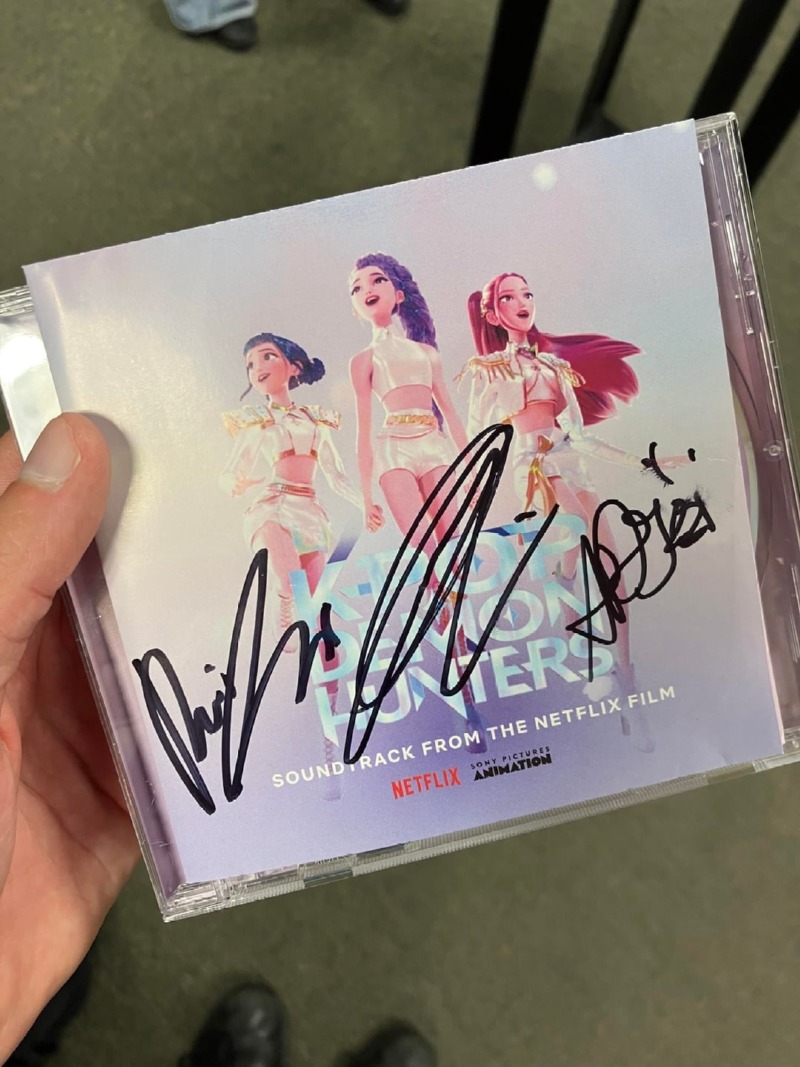 K-POP
DEMON
HUNTERS
SOUNDTRACK FROM THE NETFLIX FILM
NETFLIX
SONY PICTURES
ANIMATION